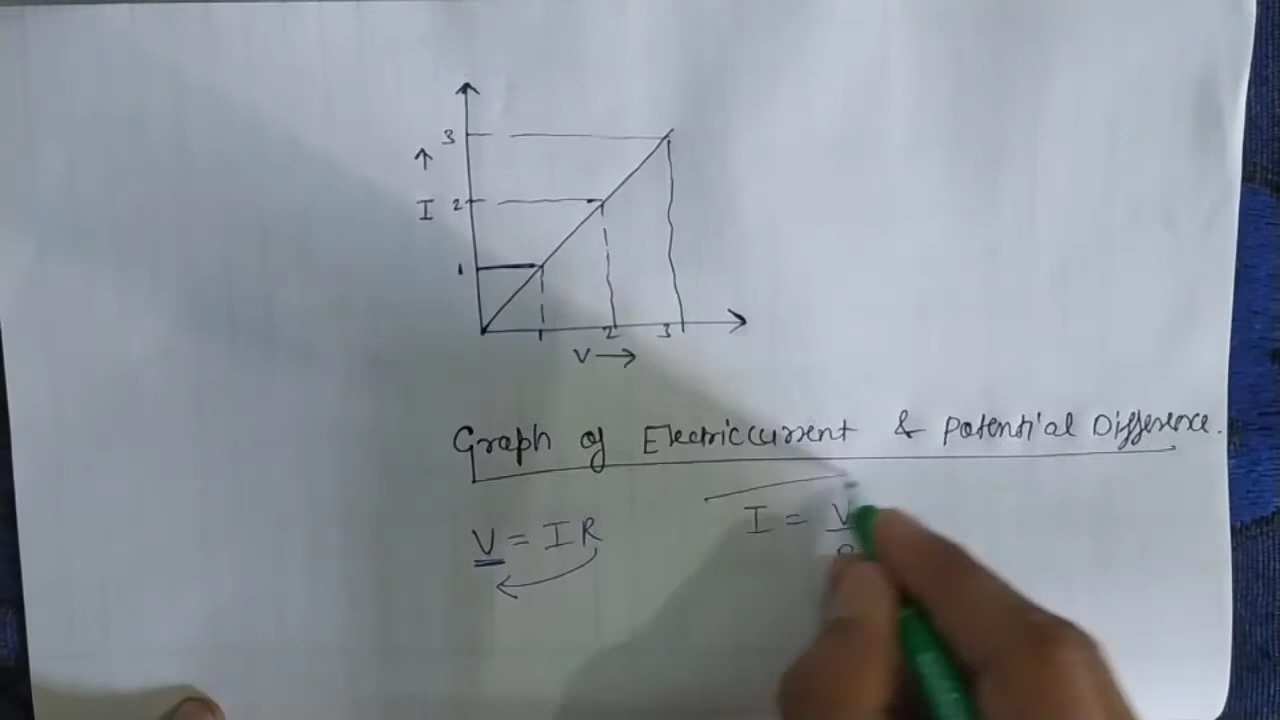 3
I 2
1
1 2 3
V →
Graph of Electriccurrent & Potential Difference.
V = IR
I = V